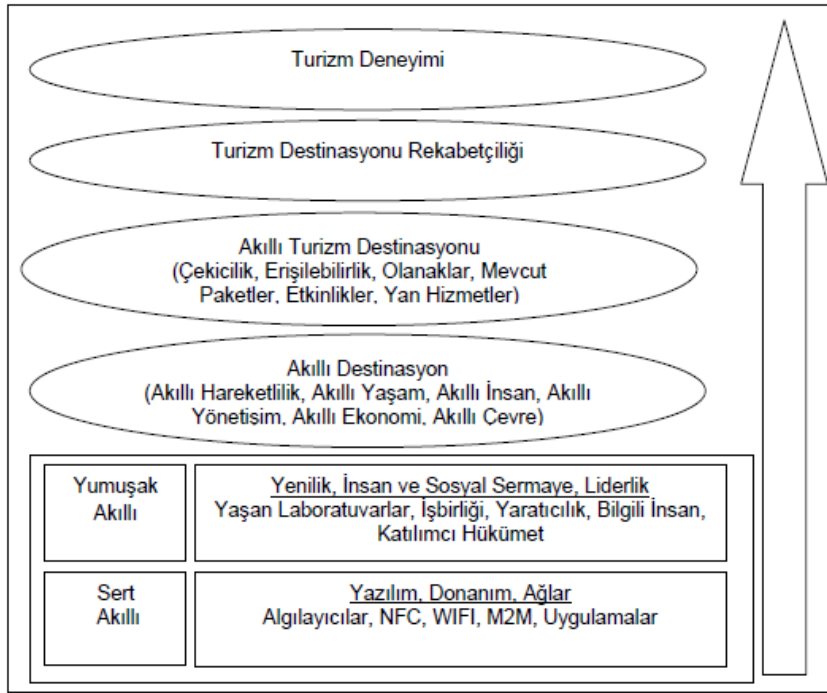 Turizm Deneyimi
Turizm Destinasyonu Rekabetçiliği
Akıllı Turizm Destinasyonu
(Çekicilik, Erişilebilirlik, Olanaklar, Mevcut
Paketler, Etkinlikler, Yan Hizmetler)
Akıllı Destinasyon
(Akıllı Hareketlilik, Akıllı Yaşam, Akıllı İnsan, Akıllı
Yönetişim, Akıllı Ekonomi, Akıllı Çevre)
Yumuşak
Akıllı
Yenilik, İnsan ve Sosyal Sermaye, Liderlik
Yaşan Laboratuvarlar, İşbirliği, Yaratıcılık, Bilgili İnsan,
Katılımcı Hükümet
Sert
Akıllı
Yazılım, Donanım, Ağlar
Algılayıcılar, NFC, WIFI, M2M, Uygulamalar